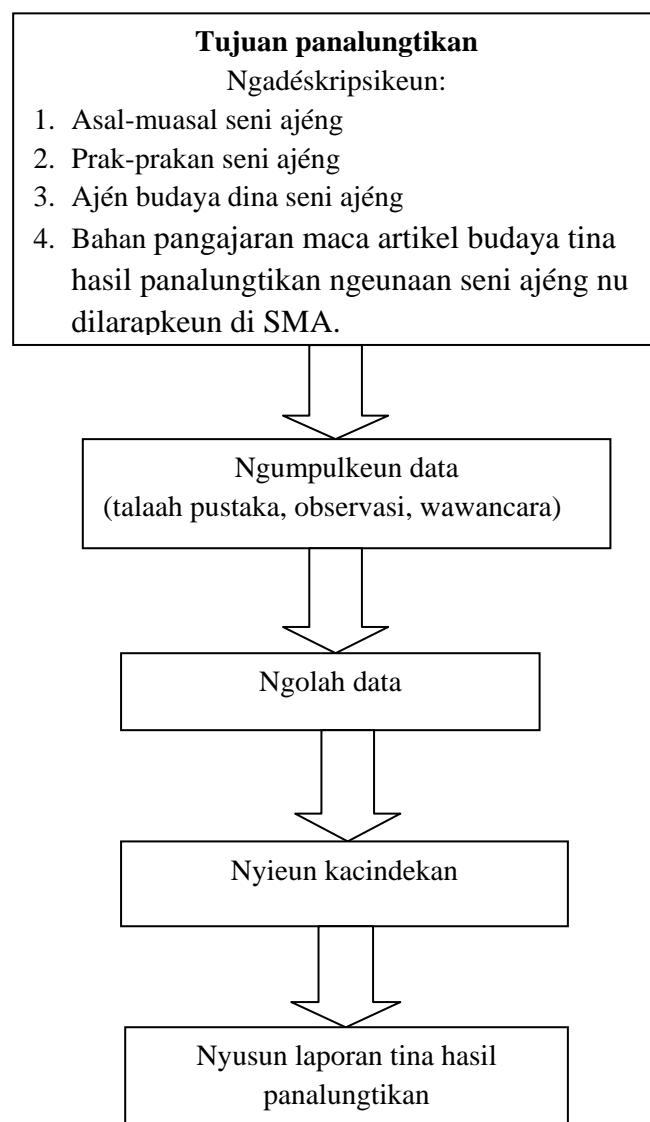 Tujuan panalungtikan
Ngadéskripsikeun:
1. Asal-muasal seni ajéng
2. Prak-prakan seni ajéng
3. Ajén budaya dina seni ajéng
4. Bahan pangajaran maca artikel budaya tina
hasil panalungtikan ngeunaan seni ajéng nu
dilarapkeun di SMA.
Ngumpulkeun data
(talaah pustaka, observasi, wawancara)
Ngolah data
Nyieun kacindekan
Nyusun laporan tina hasil
panalungtikan